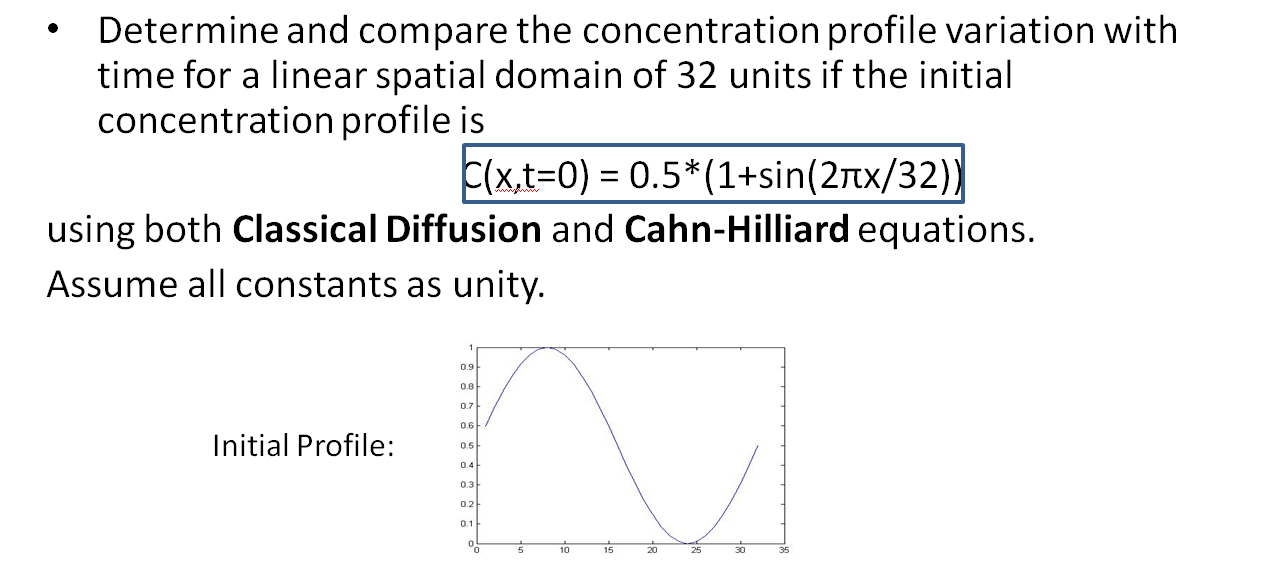 • Determine and compare the concentration profile variation with
time for a linear spatial domain of 32 units if the initial
concentration profile is
C(x,t=0) = 0.5*(1+sin(2πx/32))
using both Classical Diffusion and Cahn-Hilliard equations.
Assume all constants as unity.
Initial Profile:
1
0.9
0.8
0.7
0.6
0.5
0.4
0.3
0.2
0.1
0
0 5 10 15 20 25 30 35